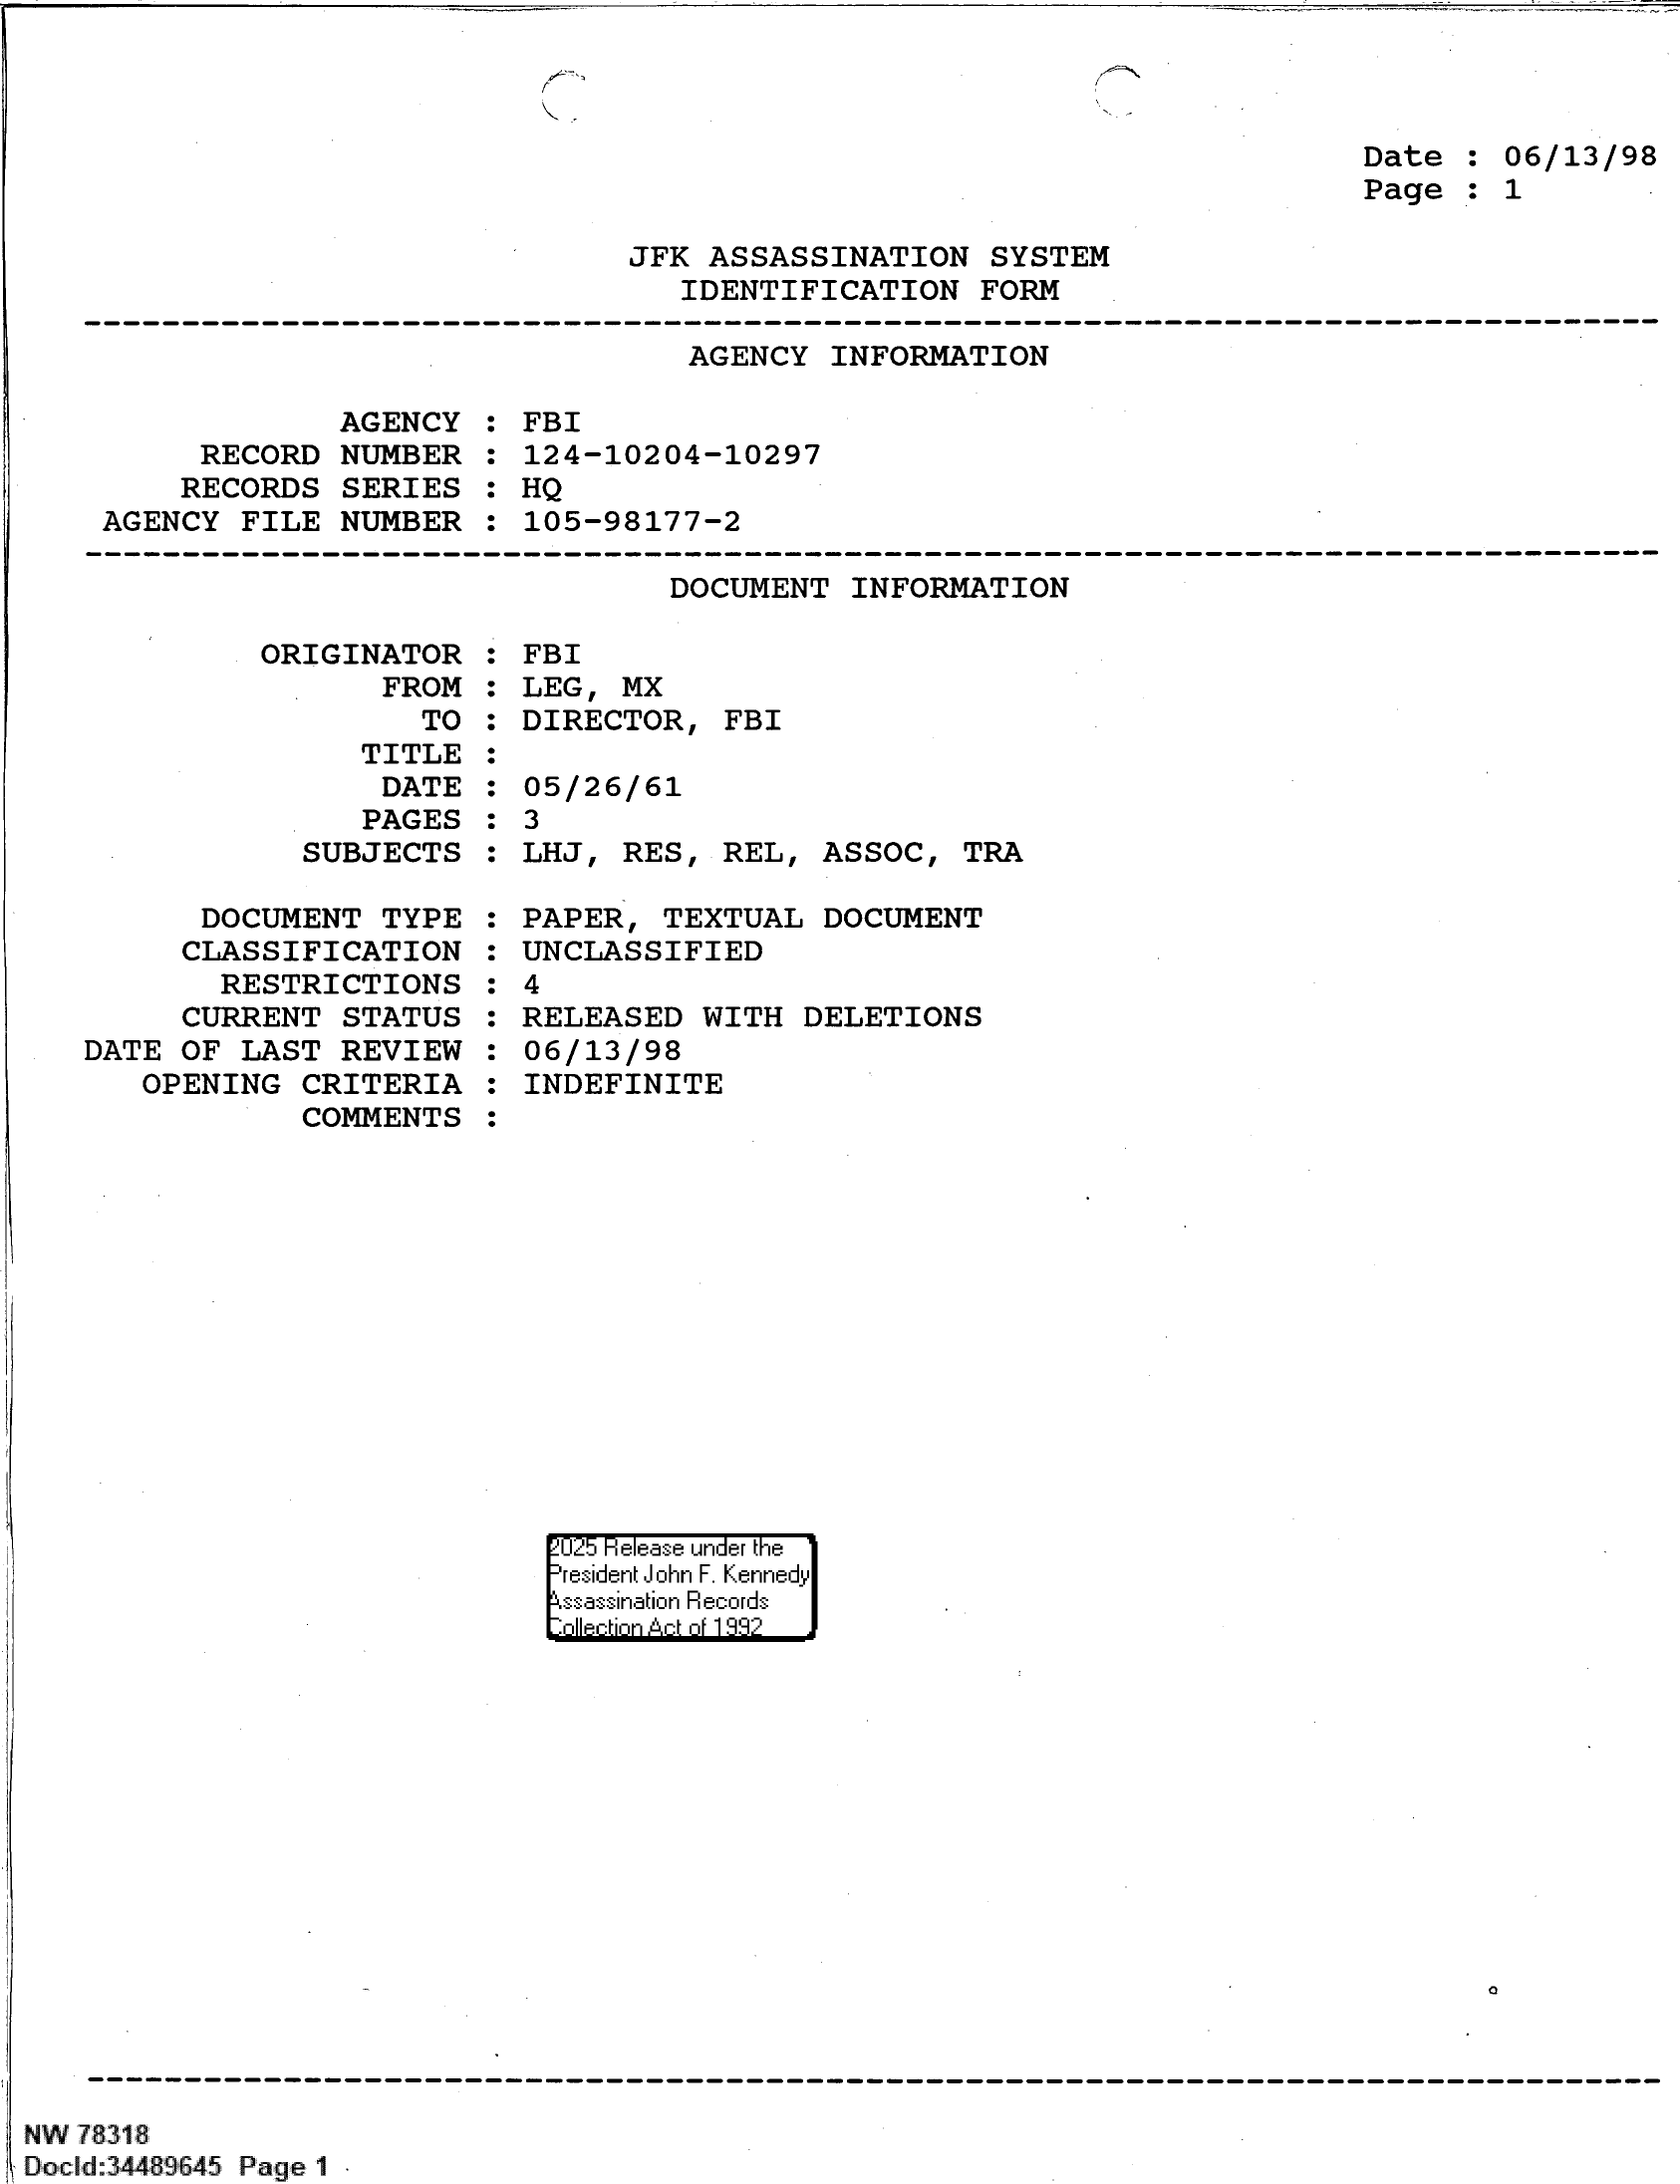 Date : 06/13/98
Page : 1
JFK ASSASSINATION SYSTEM
IDENTIFICATION FORM
AGENCY INFORMATION
AGENCY : FBI
RECORD NUMBER : 124-10204-10297
RECORDS SERIES : HQ
AGENCY FILE NUMBER : 105-98177-2
DOCUMENT INFORMATION
ORIGINATOR : FBI
FROM : LEG, MX
TO : DIRECTOR, FBI
TITLE :
DATE : 05/26/61
PAGES : 3
SUBJECTS : LHJ, RES, REL, ASSOC, TRA
DOCUMENT TYPE : PAPER, TEXTUAL DOCUMENT
CLASSIFICATION : UNCLASSIFIED
RESTRICTIONS : 4
CURRENT STATUS : RELEASED WITH DELETIONS
DATE OF LAST REVIEW : 06/13/98
OPENING CRITERIA : INDEFINITE
COMMENTS :
2025 Release under the
President John F. Kennedy
Assassination Records
Collection Act of 1992
NW 78318
DocId:34489645 Page 1